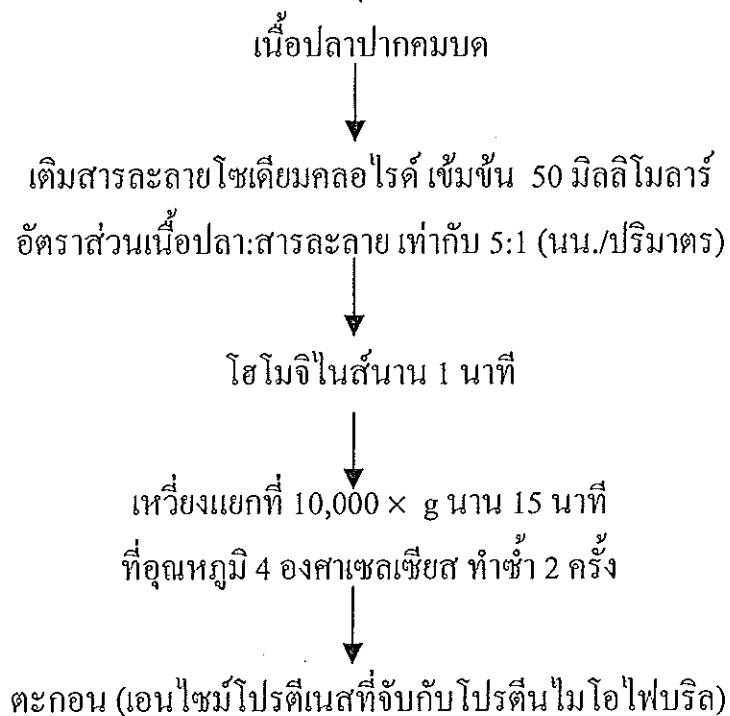 เนื้อปลาปากคมบด
เติมสารละลายโซเดียมคลอไรด์ เข้มข้น 50 มิลลิโมลาร์
อัตราส่วนเนื้อปลา:สารละลาย เท่ากับ 5:1 (นน./ปริมาตร)
โฮโมจิไนส์นาน 1 นาที
เหวี่ยงแยกที่ 10,000 × g นาน 15 นาที
ที่อุณหภูมิ 4 องศาเซลเซียส ทำซ้ำ 2 ครั้ง
ตะกอน (เอนไซม์โปรตีเนสที่จับกับโปรตีนไมโอไฟบริล)